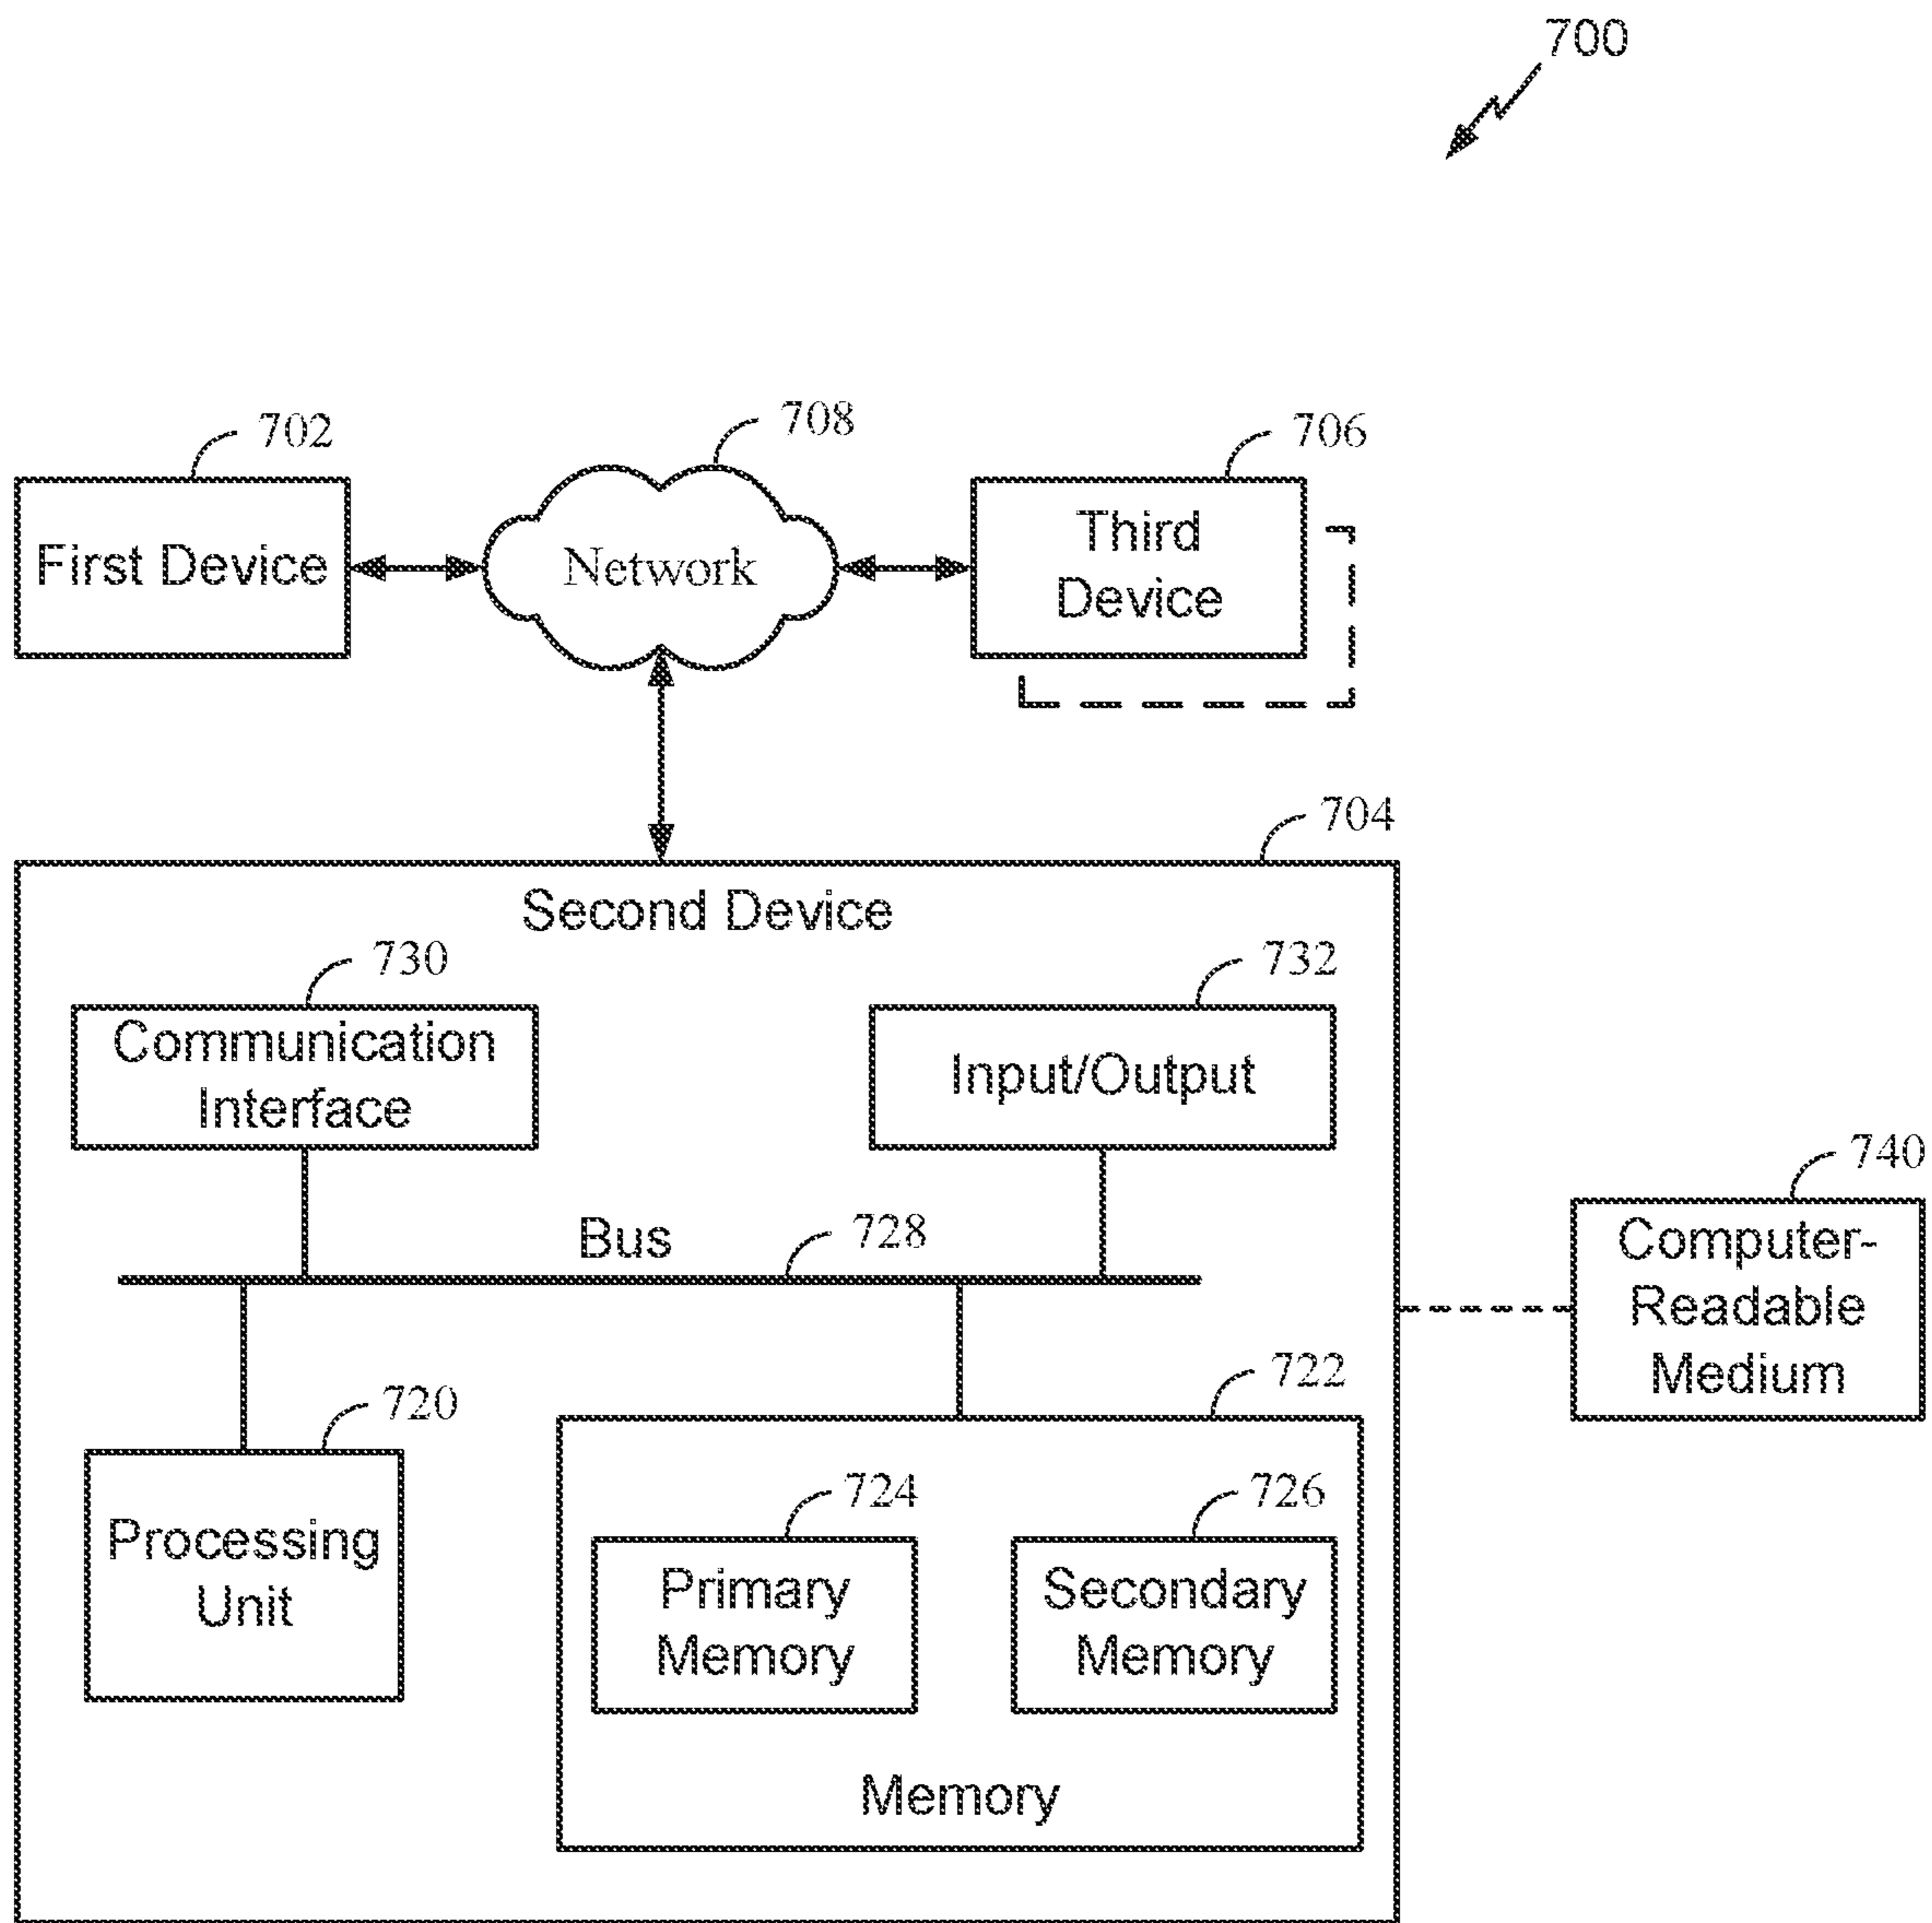 700
702
708
706
First Device
Network
Third
Device
704
Second Device
730
732
Communication
Interface
Input/Output
740
Computer-
Readable
Medium
Bus
728
720
722
Processing
Unit
724
726
Primary
Memory
Secondary
Memory
Memory